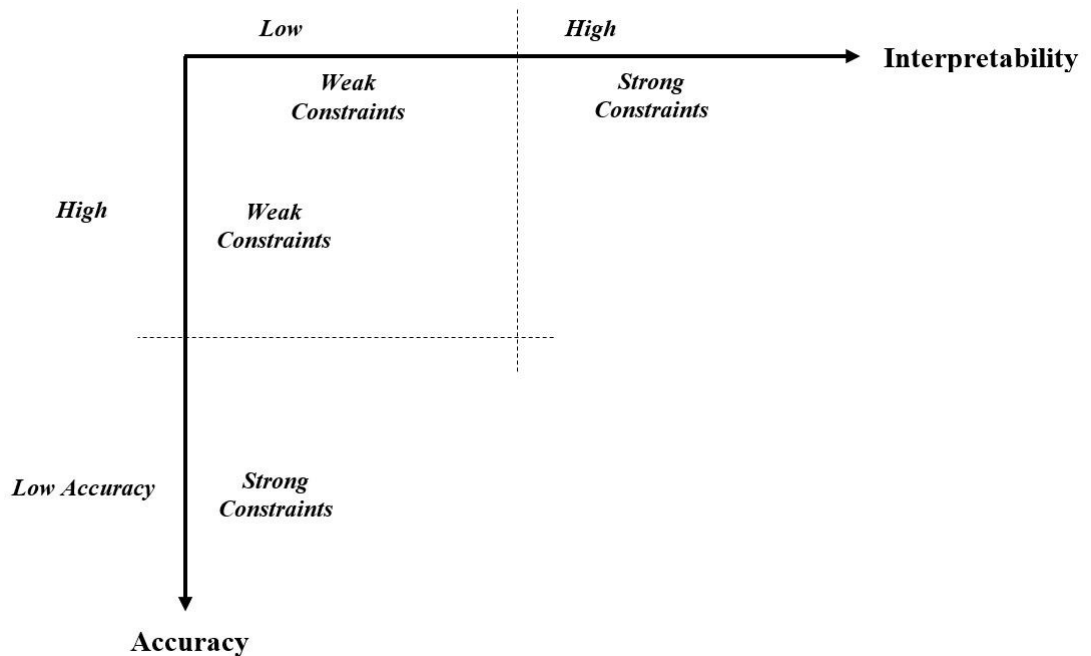 Low
High
Interpretability
Weak
Constraints
Strong
Constraints
High
Weak
Constraints
Low Accuracy
Strong
Constraints
Accuracy